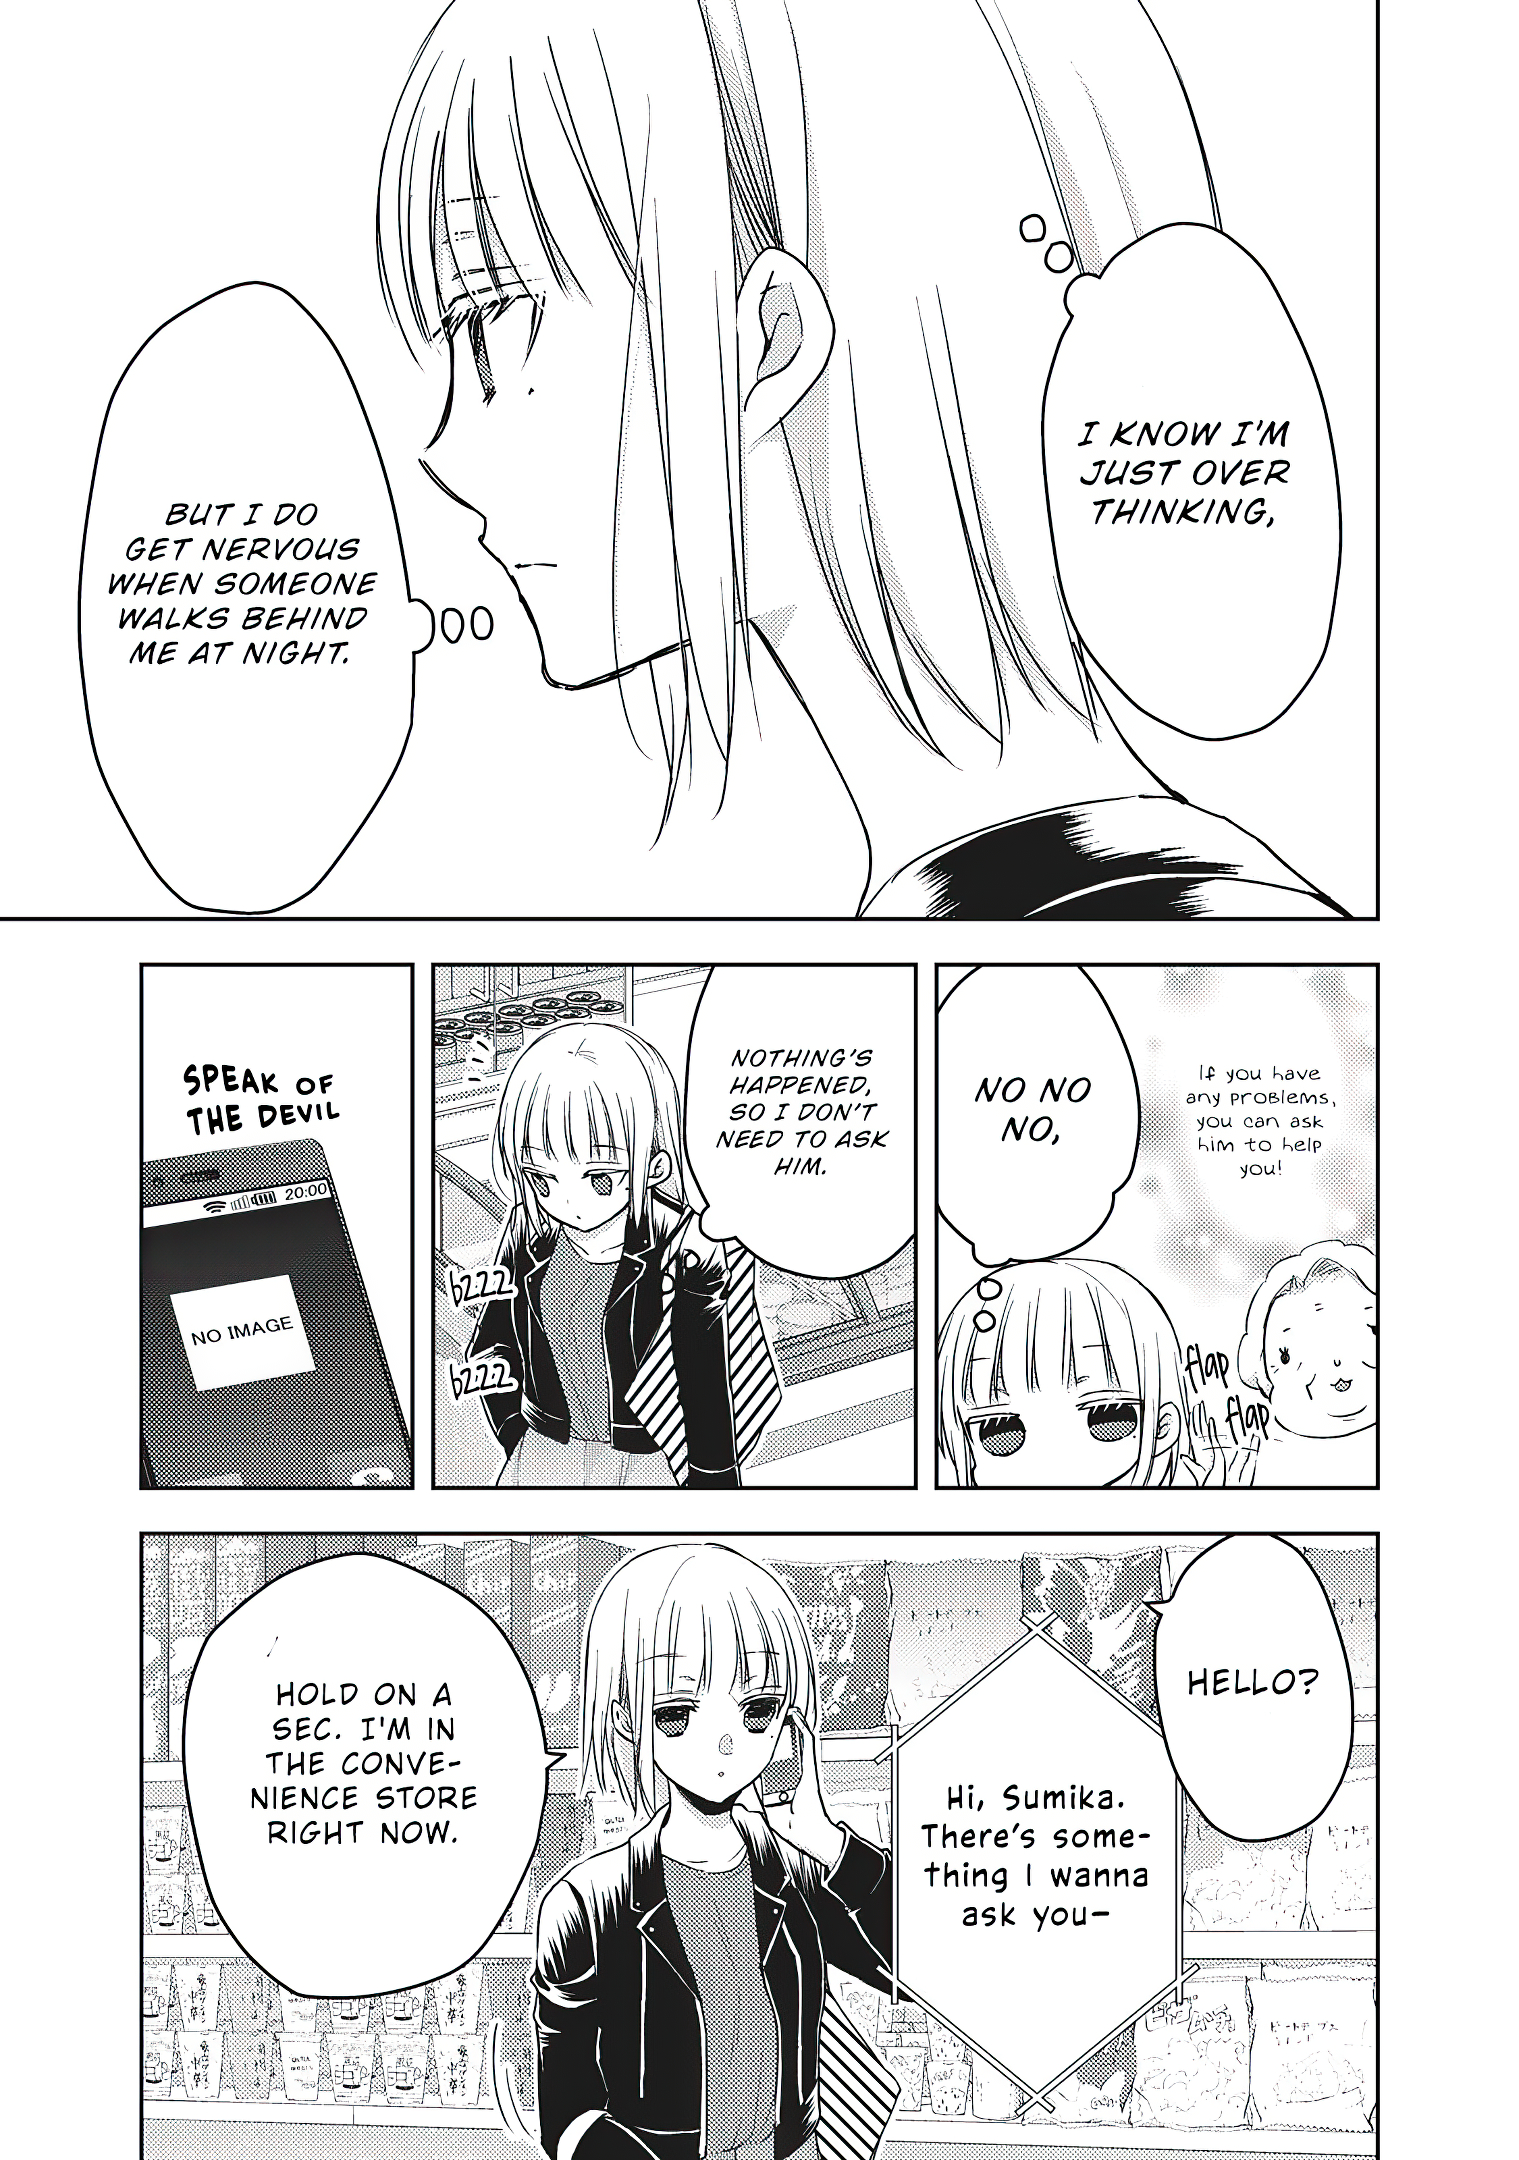 I KNOW I'M
JUST OVER
THINKING,
BUT I DO
GET NERVOUS
WHEN SOMEONE
WALKS BEHIND
ME AT NIGHT.
If you have
any problems,
you can ask
him to help
you!
NO NO
NO,
flap
flap
NOTHING'S
HAPPENED,
SO I DON'T
NEED TO ASK
HIM.
bzzz
bzzz
SPEAK OF
THE DEVIL
20:00
NO IMAGE
HELLO?
Hi, Sumika.
There's some-
thing I wanna
ask you-
HOLD ON A
SEC. I'M IN
THE CONVE-
NIENCE STORE
RIGHT NOW.